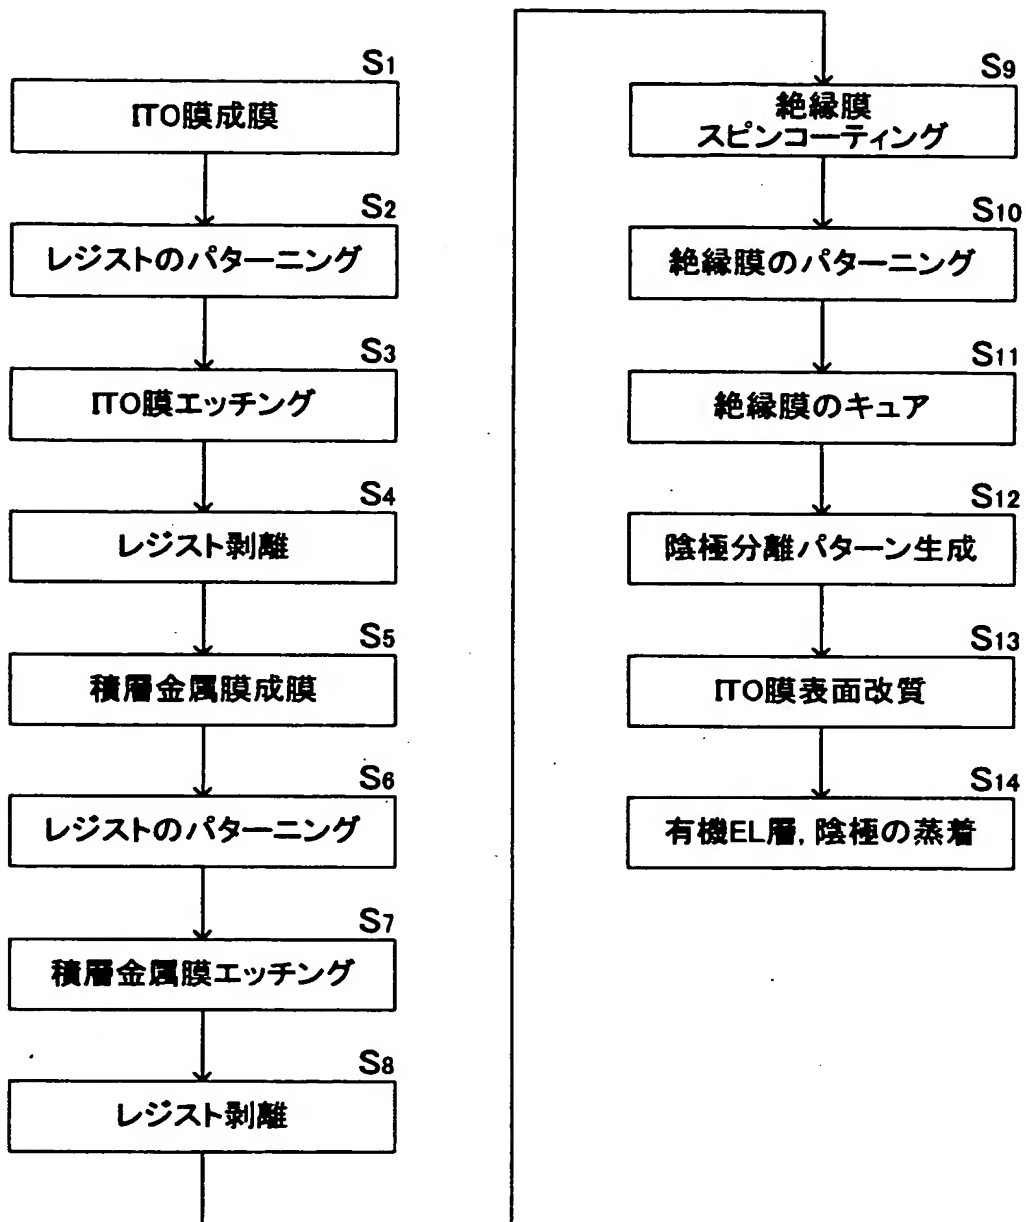 S1
ITO膜成膜
S2
レジストのパターニング
S3
ITO膜エッチング
S4
レジスト剥離
S5
積層金属膜成膜
S6
レジストのパターニング
S7
積層金属膜エッチング
S8
レジスト剥離
S9
絶縁膜
スピンコーティング
S10
絶縁膜のパターニング
S11
絶縁膜のキュア
S12
陰極分離パターン生成
S13
ITO膜表面改質
S14
有機EL層,陰極の蒸着